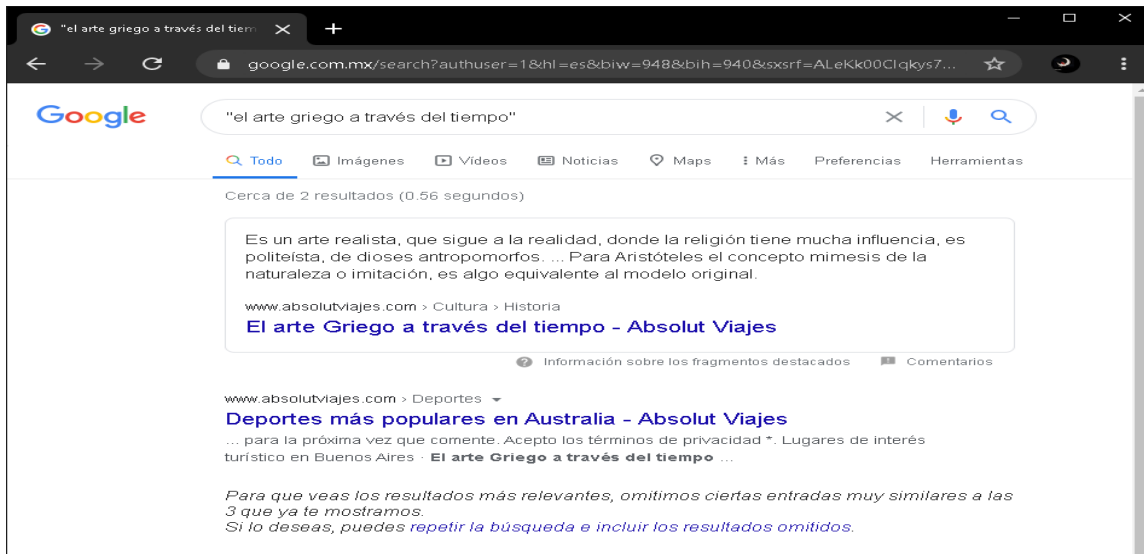 "el arte griego a través del tiem
google.com.mx/search?authuser=1&hl=es&biw=948&bih=940&sxsrf=ALeKk00Clqkys7...
Google
"el arte griego a través del tiempo"
Todo Imágenes Vídeos Noticias Maps Más Preferencias Herramientas
Cerca de 2 resultados (0.56 segundos)
Es un arte realista, que sigue a la realidad, donde la religión tiene mucha influencia, es
politeísta, de dioses antropomorfos. ... Para Aristóteles el concepto mimesis de la
naturaleza o imitación, es algo equivalente al modelo original.
www.absolutviajes.com › Cultura › Historia
El arte Griego a través del tiempo - Absolut Viajes
Información sobre los fragmentos destacados Comentarios
www.absolutviajes.com › Deportes
Deportes más populares en Australia - Absolut Viajes
... para la próxima vez que comente. Acepto los términos de privacidad *. Lugares de interés
turístico en Buenos Aires · El arte Griego a través del tiempo ...
Para que veas los resultados más relevantes, omitimos ciertas entradas muy similares a las
3 que ya te mostramos.
Si lo deseas, puedes repetir la búsqueda e incluir los resultados omitidos.